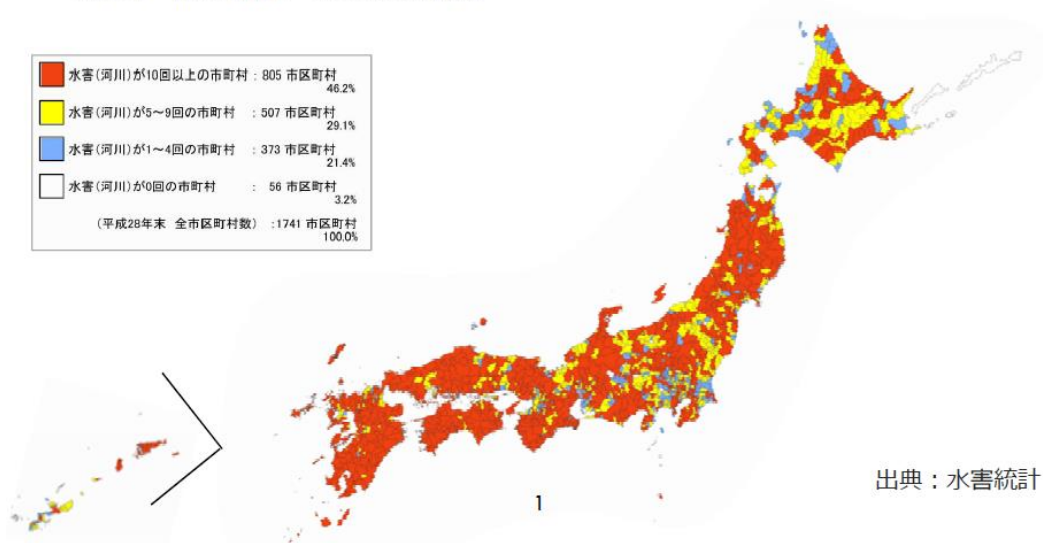 水害(河川)が10回以上の市町村 : 805 市区町村
46.2%
水害(河川)が5～9回の市町村 : 507 市区町村
29.1%
水害(河川)が1～4回の市町村 : 373 市区町村
21.4%
水害(河川)が0回の市町村 : 56 市区町村
3.2%
(平成28年末 全市区町村数) :1741 市区町村
100.0%
1
出典：水害統計